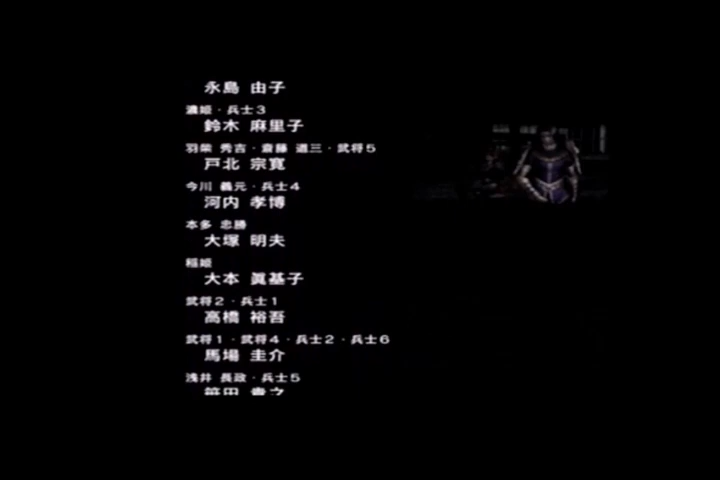 永島 由子
濃姫・兵士3
鈴木 麻里子
羽柴 秀吉・斎藤 道三・武将5
戸北 宗寛
今川 義元・兵士4
河内 孝博
本多 忠勝
大塚 明夫
稲姫
大本 眞基子
武将2・兵士1
高橋 裕吾
武将1・武将4・兵士2・兵士6
馬場 圭介
浅井 長政・兵士5
笹田 貴之